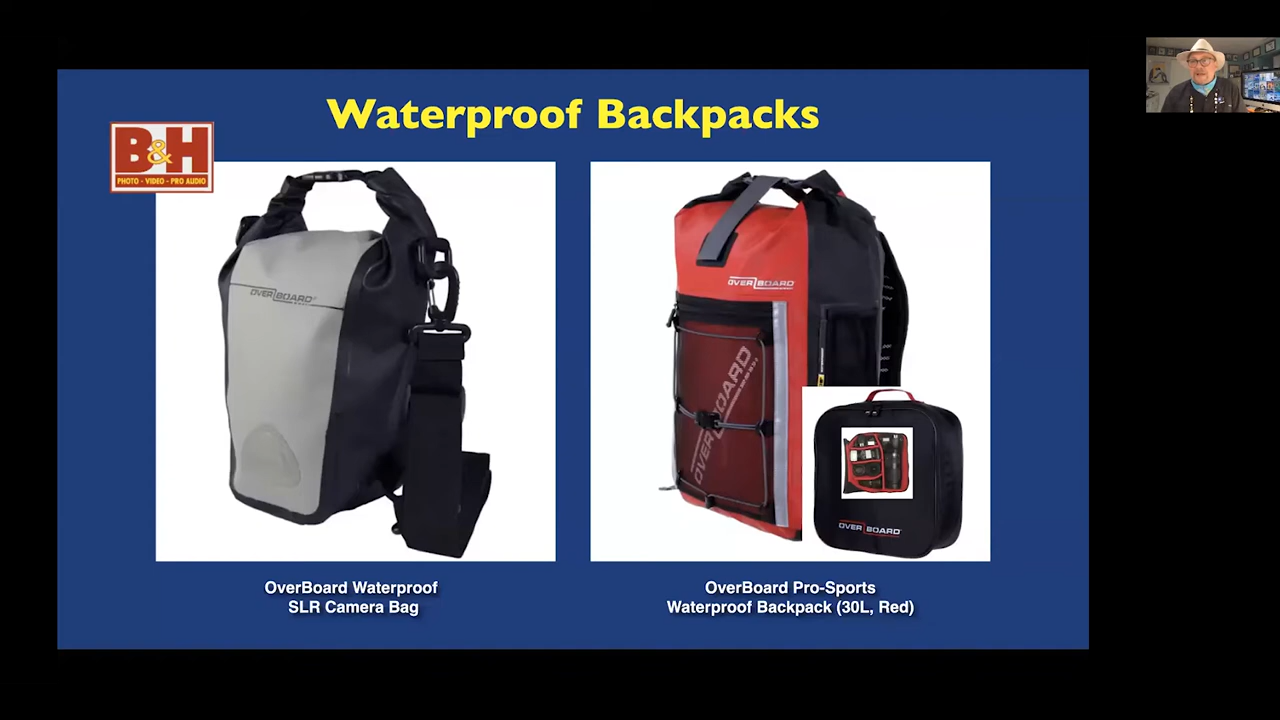 Waterproof Backpacks
B&H
PHOTO - VIDEO - PRO AUDIO
OVERBOARD
OVERBOARD
OVERBOARD
OVERBOARD
OverBoard Waterproof
SLR Camera Bag
OverBoard Pro-Sports
Waterproof Backpack (30L, Red)